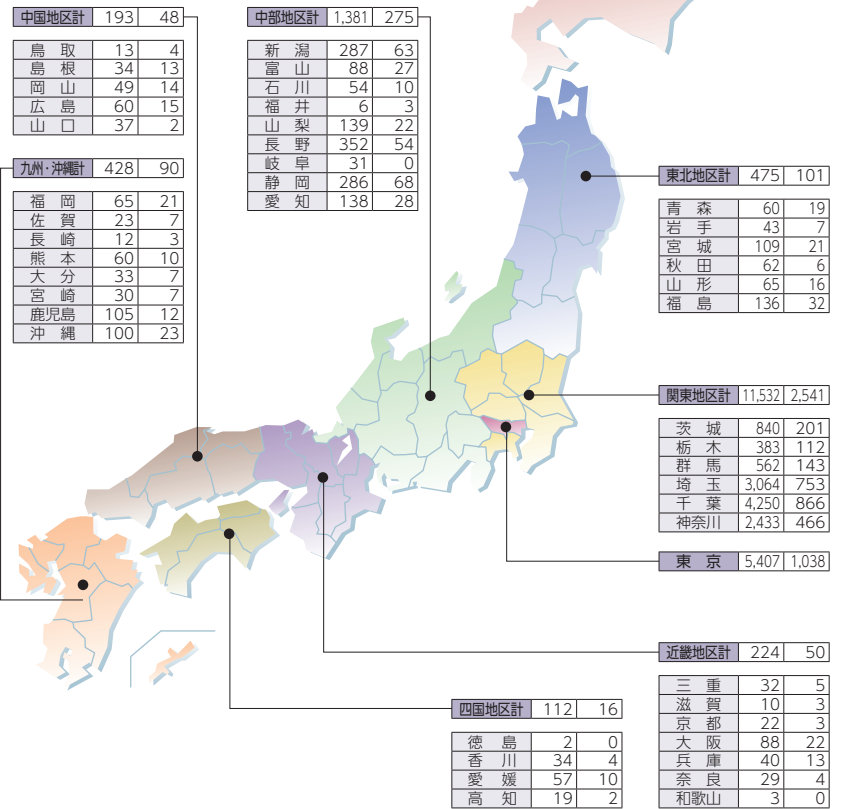 中国地区計 193 48
鳥取 13 4
島根 34 13
岡山 49 14
広島 60 15
山口 37 2
九州・沖縄計 428 90
福岡 65 21
佐賀 23 7
長崎 12 3
熊本 60 10
大分 33 7
宮崎 30 7
鹿児島 105 12
沖縄 100 23
中部地区計 1,381 275
新潟 287 63
富山 88 27
石川 54 10
福井 6 3
山梨 139 22
長野 352 54
岐阜 31 0
静岡 286 68
愛知 138 28
東北地区計 475 101
青森 60 19
岩手 43 7
宮城 109 21
秋田 62 6
山形 65 16
福島 136 32
関東地区計 11,532 2,541
茨城 840 201
栃木 383 112
群馬 562 143
埼玉 3,064 753
千葉 4,250 866
神奈川 2,433 466
東京 5,407 1,038
近畿地区計 224 50
三重 32 5
滋賀 10 3
京都 22 3
大阪 88 22
兵庫 40 13
奈良 29 4
和歌山 3 0
四国地区計 112 16
徳島 2 0
香川 34 4
愛媛 57 10
高知 19 2